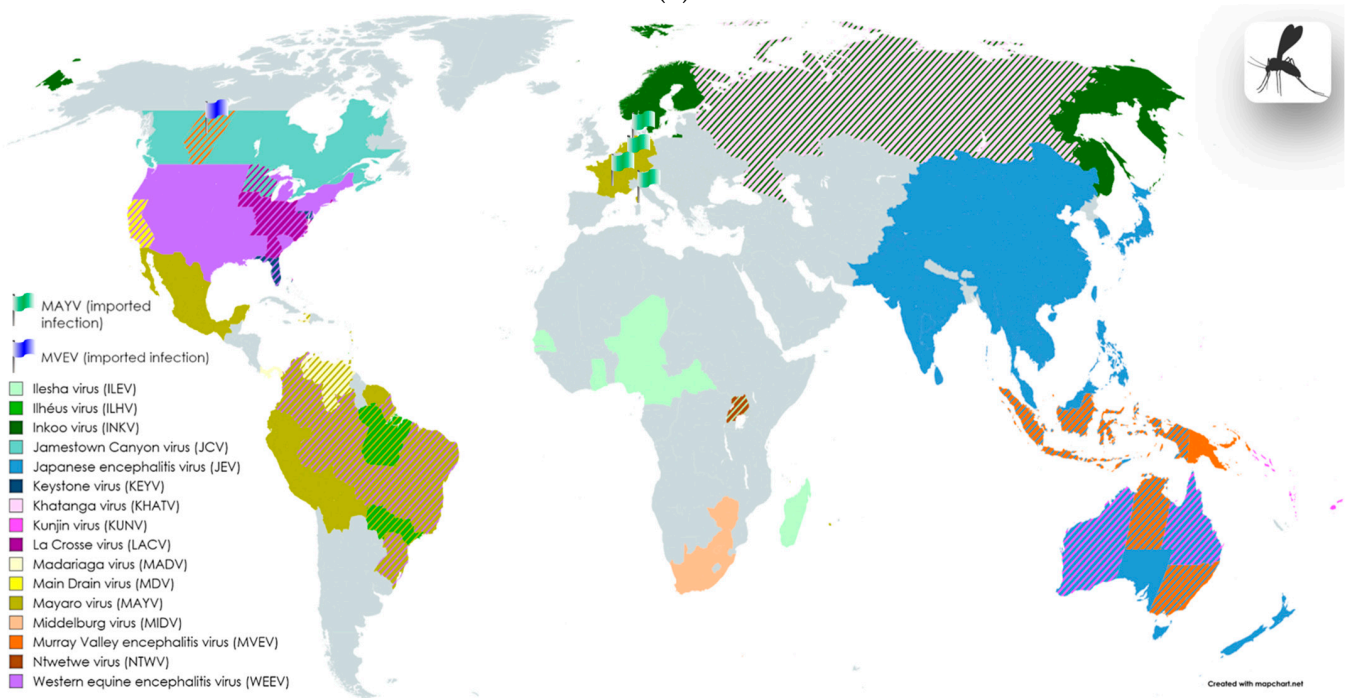 MAYV (imported
infection)
MVEV (imported infection)
Ilesha virus (ILEV)
Ilhéus virus (ILHV)
Inkoo virus (INKV)
Jamestown Canyon virus (JCV)
Japanese encephalitis virus (JEV)
Keystone virus (KEYV)
Khatanga virus (KHATV)
Kunjin virus (KUNV)
La Crosse virus (LACV)
Madariaga virus (MADV)
Main Drain virus (MDV)
Mayaro virus (MAYV)
Middelburg virus (MIDV)
Murray Valley encephalitis virus (MVEV)
Ntwetwe virus (NTWV)
Western equine encephalitis virus (WEEV)
Created with mapchart.net